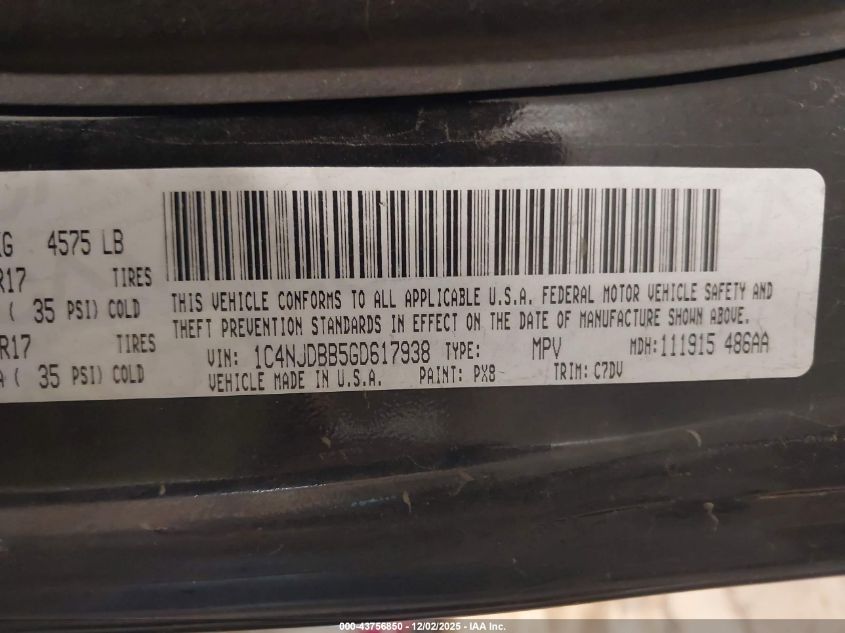 KG 4575 LB
R17 TIRES
( 35 PSI) COLD
R17 TIRES
A ( 35 PSI) COLD
THIS VEHICLE CONFORMS TO ALL APPLICABLE U.S.A. FEDERAL MOTOR VEHICLE SAFETY AND
THEFT PREVENTION STANDARDS IN EFFECT ON THE DATE OF MANUFACTURE SHOWN ABOVE.
VIN: 1C4NJDBB5GD617938 TYPE: MPV MDH:111915 486AA
VEHICLE MADE IN U.S.A. PAINT: PX8 TRIM: C7DV
000-43756850 - 12/02/2025 - IAA Inc.